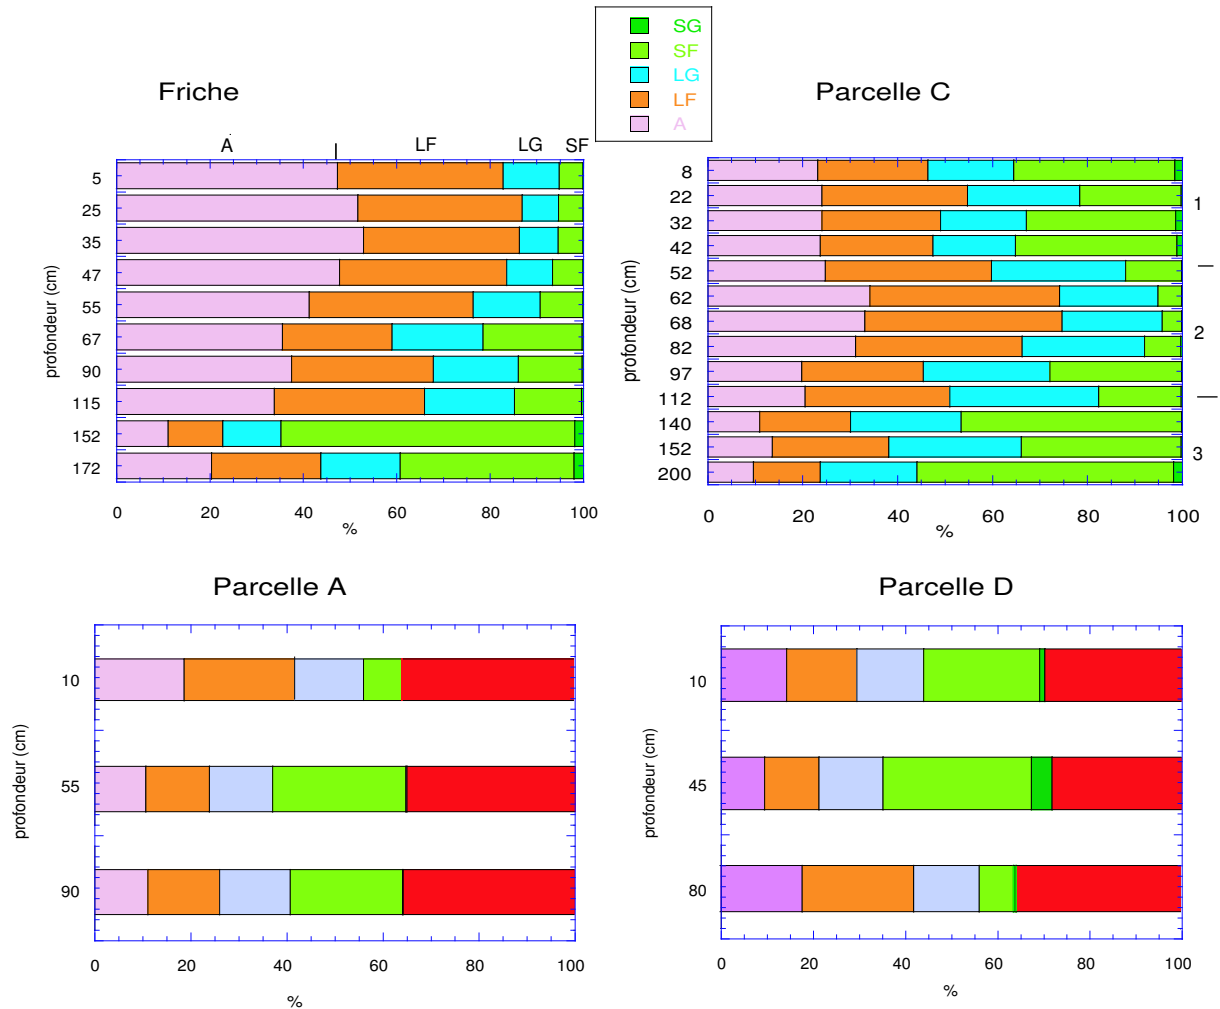 SG
SF
LG
LF
A
Friche
A
LF
LG
SF
profondeur (cm)
5
25
35
47
55
67
90
115
152
172
0 20 40 60 80 100
%
Parcelle C
profondeur (cm)
8
22
32
42
52
62
68
82
97
112
140
152
200
1
2
3
0 20 40 60 80 100
%
Parcelle A
profondeur (cm)
10
55
90
0 20 40 60 80 100
%
Parcelle D
profondeur (cm)
10
45
80
0 20 40 60 80 100
%